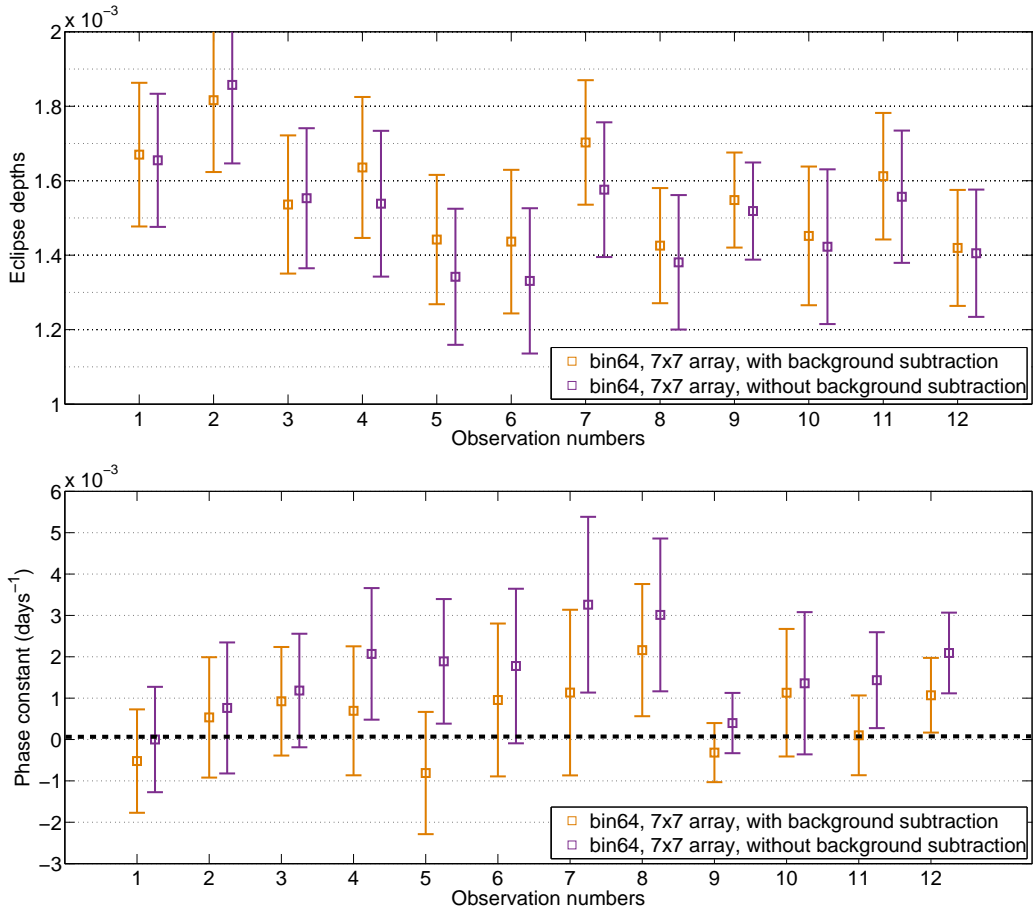 x 10⁻³
2
1.8
1.6
1.4
1.2
1
Eclipse depths
bin64, 7x7 array, with background subtraction
bin64, 7x7 array, without background subtraction
1 2 3 4 5 6 7 8 9 10 11 12
Observation numbers
x 10⁻³
6
5
4
3
2
1
0
−1
−2
−3
Phase constant (days⁻¹)
bin64, 7x7 array, with background subtraction
bin64, 7x7 array, without background subtraction
1 2 3 4 5 6 7 8 9 10 11 12
Observation numbers